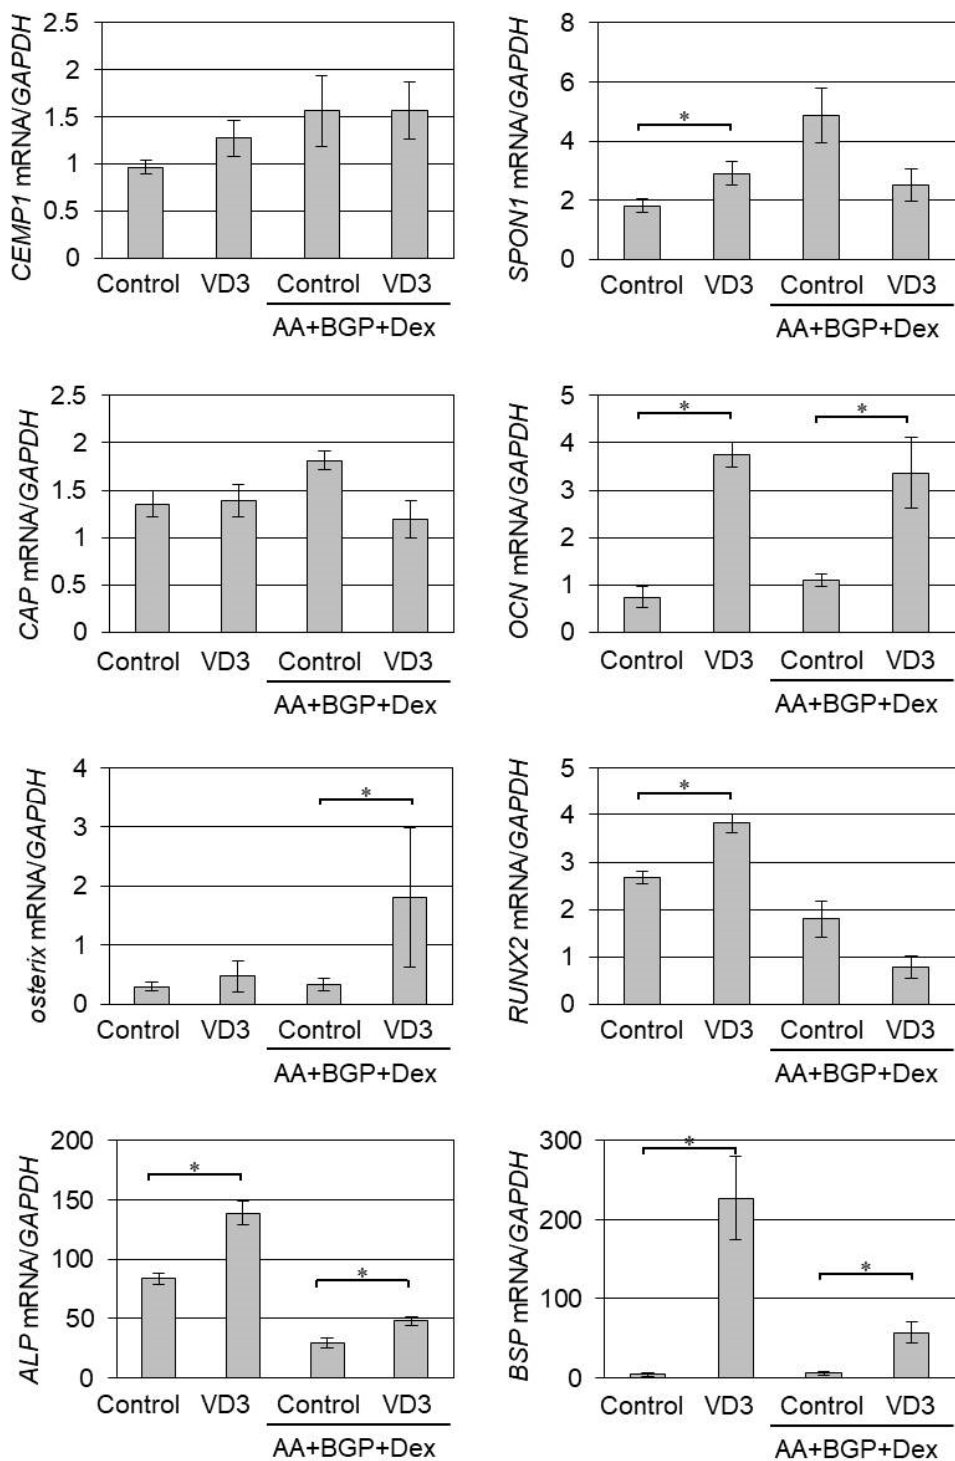 CEMP1 mRNA/GAPDH
2.5
2
1.5
1
0.5
0
Control VD3 Control VD3
AA+BGP+Dex
SPON1 mRNA/GAPDH
8
6
4
2
0
*
Control VD3 Control VD3
AA+BGP+Dex
CAP mRNA/GAPDH
2.5
2
1.5
1
0.5
0
Control VD3 Control VD3
AA+BGP+Dex
OCN mRNA/GAPDH
5
4
3
2
1
0
* *
Control VD3 Control VD3
AA+BGP+Dex
osterix mRNA/GAPDH
4
3
2
1
0
*
Control VD3 Control VD3
AA+BGP+Dex
RUNX2 mRNA/GAPDH
5
4
3
2
1
0
*
Control VD3 Control VD3
AA+BGP+Dex
ALP mRNA/GAPDH
200
150
100
50
0
* *
Control VD3 Control VD3
AA+BGP+Dex
BSP mRNA/GAPDH
300
200
100
0
* *
Control VD3 Control VD3
AA+BGP+Dex